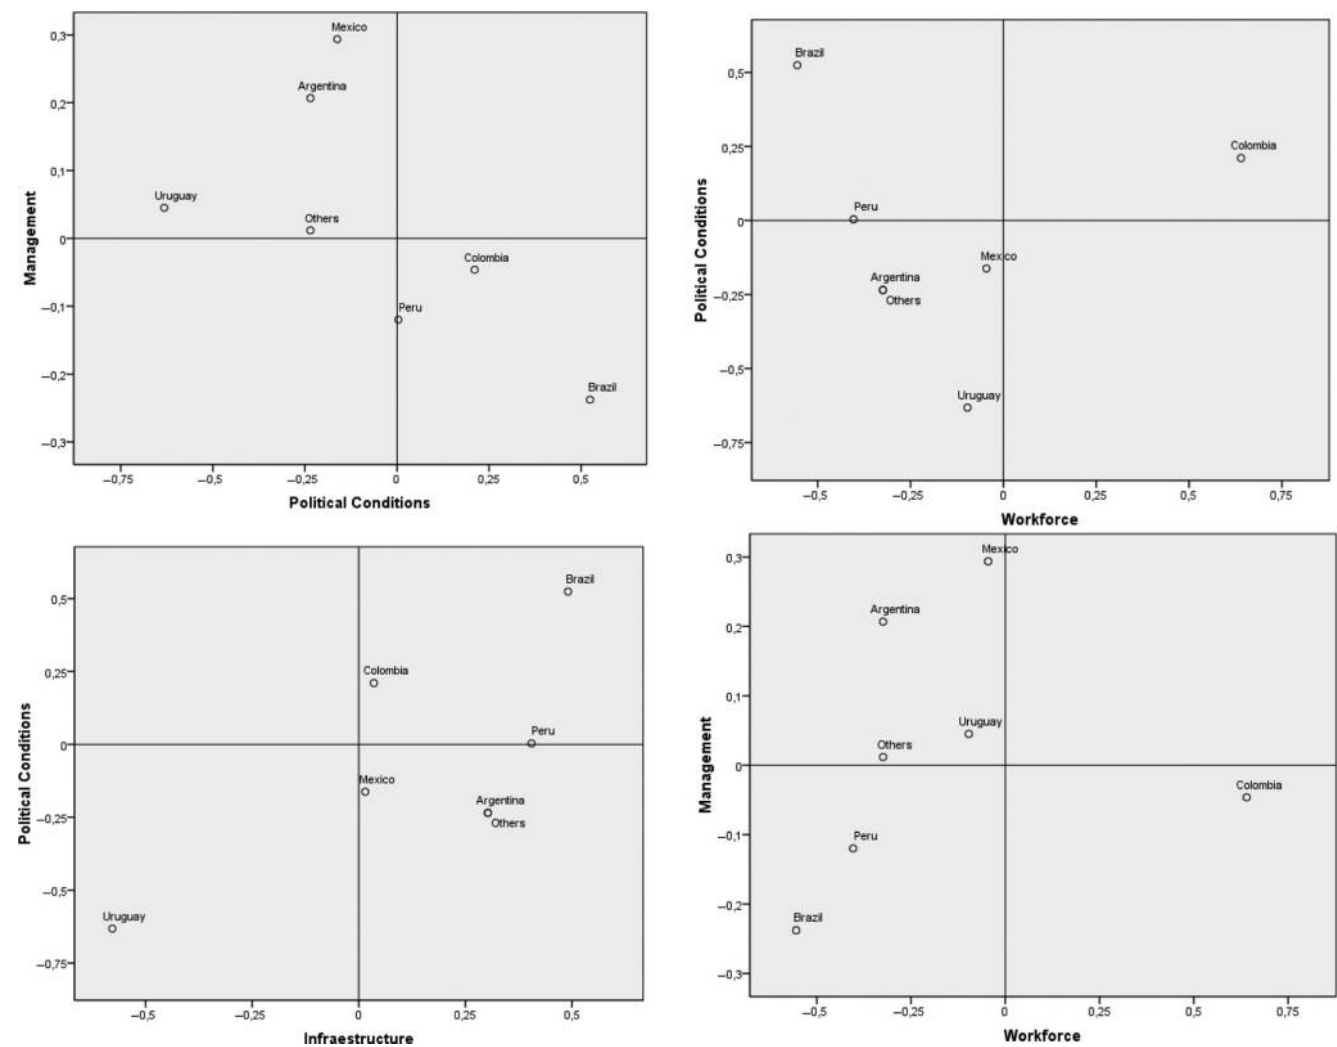 Mexico
0,3
Argentina
0,2
0,1
Uruguay
Others
0
Colombia
Peru
−0,1
−0,2
Brazil
−0,3
−0,75
−0,5
−0,25
0
0,25
0,5
Management
Political Conditions
Brazil
0,5
0,25
Colombia
Peru
0
Mexico
Argentina
Others
−0,25
−0,5
Uruguay
−0,75
−0,5
−0,25
0
0,25
0,5
0,75
Political Conditions
Workforce
Brazil
0,5
Colombia
0,25
Peru
0
Mexico
Argentina
Others
−0,25
−0,5
Uruguay
−0,75
−0,5
−0,25
0
0,25
0,5
Political Conditions
Infraestructure
Mexico
0,3
Argentina
0,2
0,1
Uruguay
Others
0
Colombia
Peru
−0,1
−0,2
Brazil
−0,3
−0,5
−0,25
0
0,25
0,5
0,75
Management
Workforce